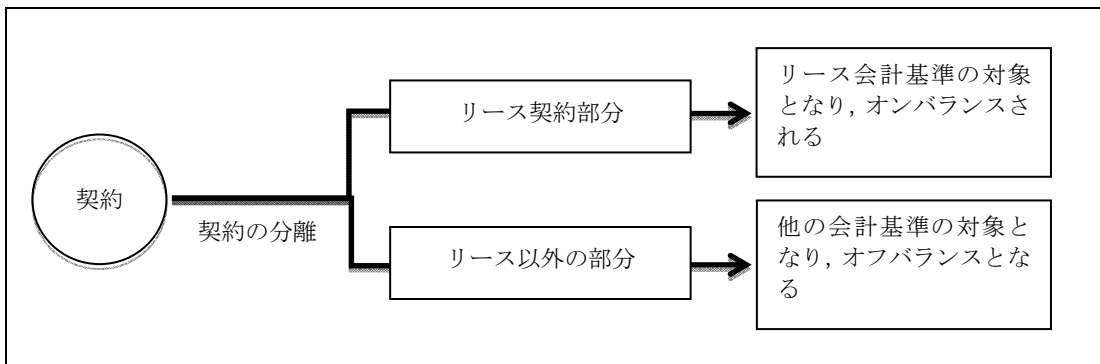 契約
契約の分離
リース契約部分
リース会計基準の対象
となり，オンバランスさ
れる
リース以外の部分
他の会計基準の対象と
なり，オフバランスとな
る